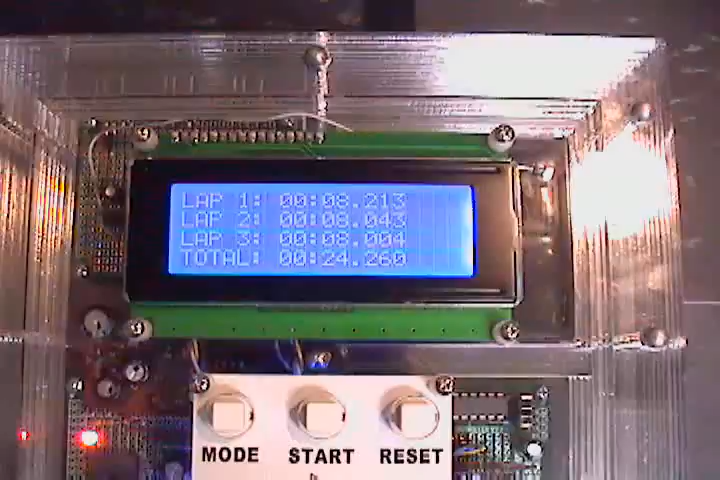 LAP 1: 00:08.213
LAP 2: 00:08.043
LAP 3: 00:08.004
TOTAL: 00:24.260
MODE START RESET